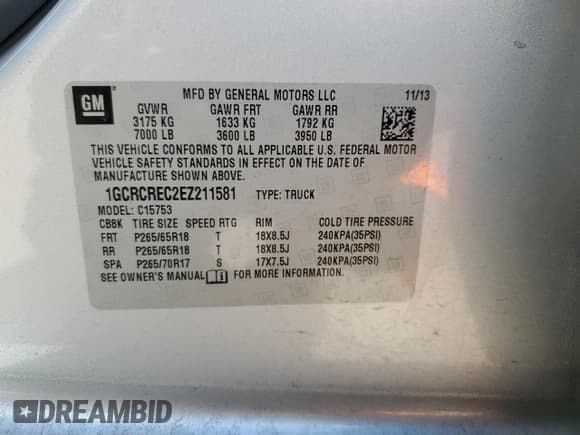 GM
MFD BY GENERAL MOTORS LLC 11/13
GVWR GAWR FRT GAWR RR
3175 KG 1633 KG 1792 KG
7000 LB 3600 LB 3950 LB
THIS VEHICLE CONFORMS TO ALL APPLICABLE U.S. FEDERAL MOTOR
VEHICLE SAFETY STANDARDS IN EFFECT ON THE DATE OF
MANUFACTURE SHOWN ABOVE.
1GCRCREC2EZ211581 TYPE: TRUCK
MODEL: C15753
CB8K TIRE SIZE SPEED RTG RIM COLD TIRE PRESSURE
FRT P265/65R18 T 18X8.5J 240KPA(35PSI)
RR P265/65R18 T 18X8.5J 240KPA(35PSI)
SPA P265/70R17 S 17X7.5J 240KPA(35PSI)
SEE OWNER'S MANUAL FOR MORE INFORMATION.
DREAMBID